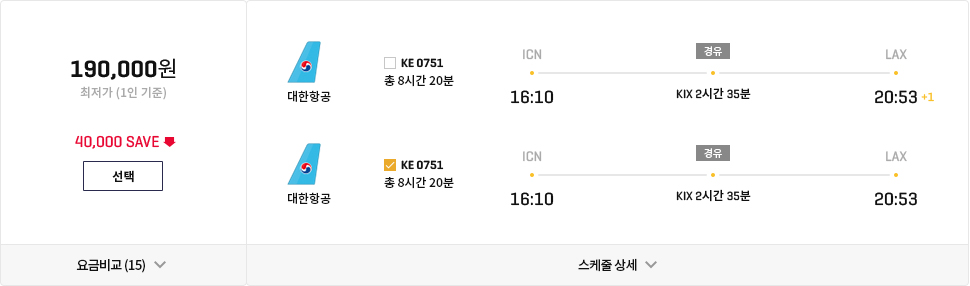 190,000원
최저가 (1인 기준)
40,000 SAVE
선택
요금비교 (15)
대한항공
KE 0751
총 8시간 20분
ICN
경유
LAX
16:10
KIX 2시간 35분
20:53 +1
대한항공
KE 0751
총 8시간 20분
ICN
경유
LAX
16:10
KIX 2시간 35분
20:53
스케줄 상세